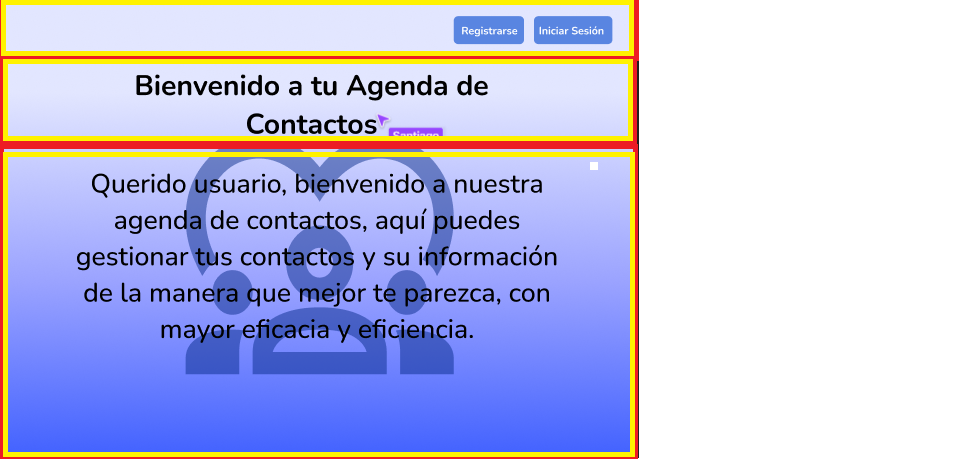 Registrarse Iniciar Sesión
Bienvenido a tu Agenda de
Contactos
Santiago
Querido usuario, bienvenido a nuestra
agenda de contactos, aquí puedes
gestionar tus contactos y su información
de la manera que mejor te parezca, con
mayor eficacia y eficiencia.